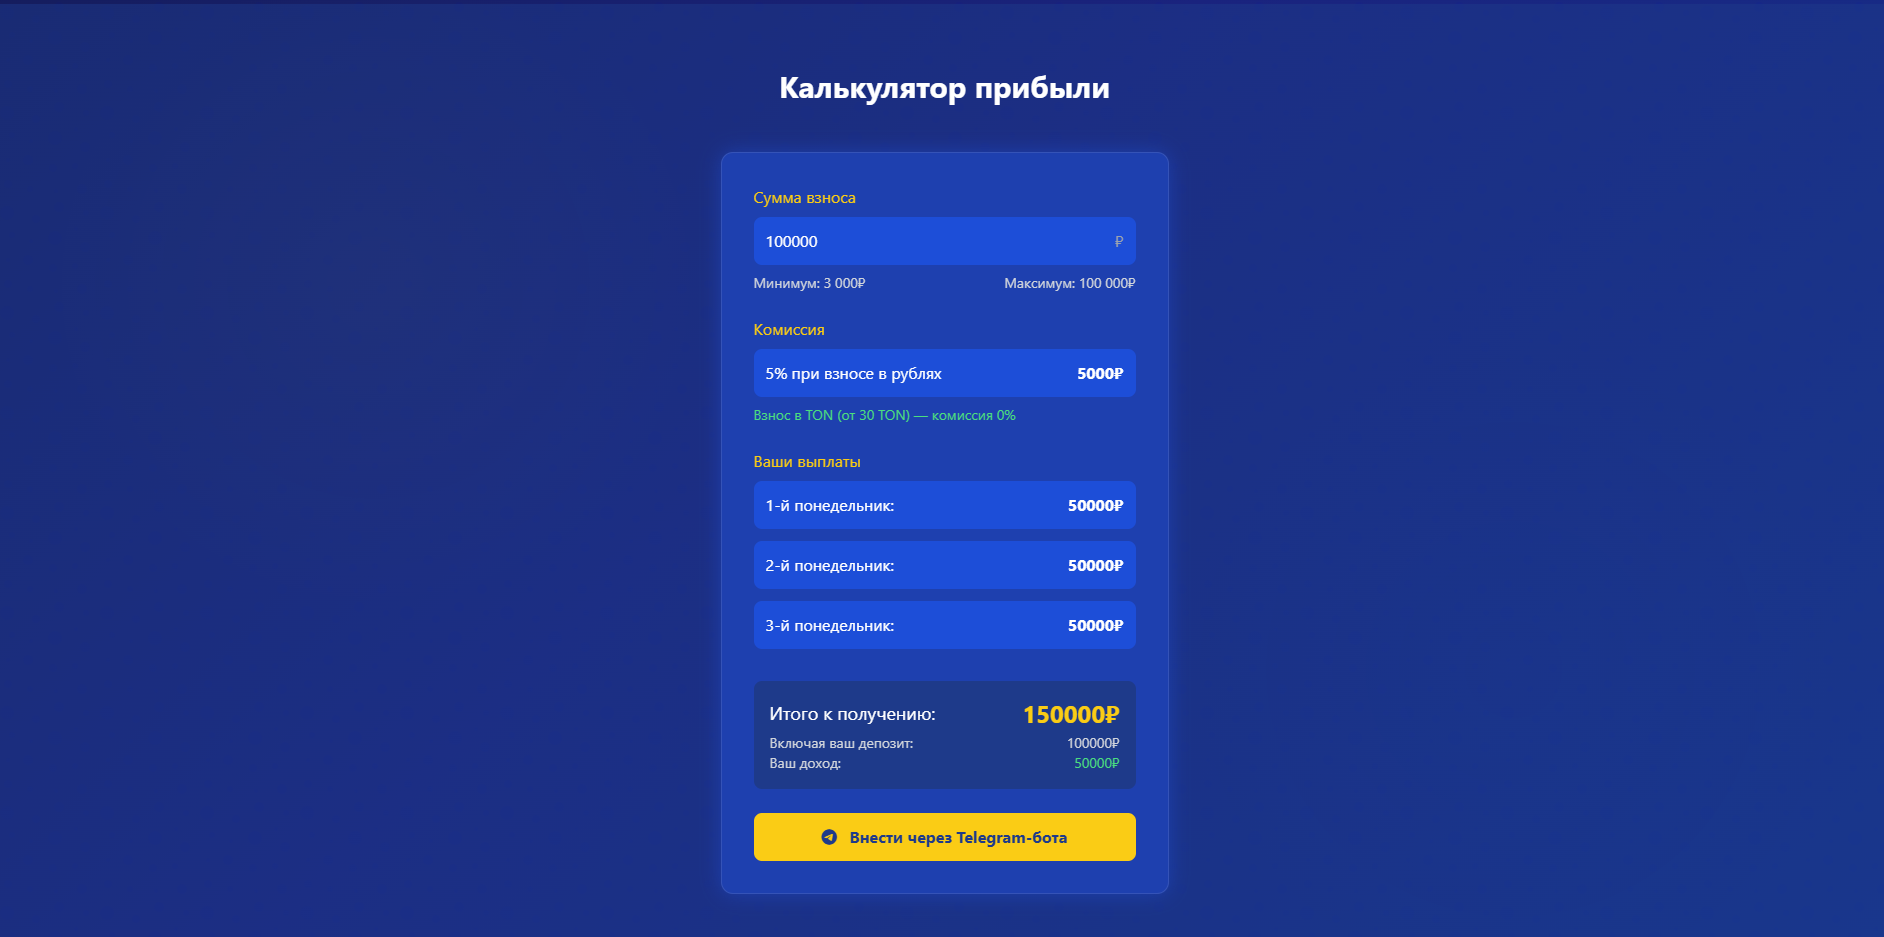 Калькулятор прибыли
Сумма взноса
100000 ₽
Минимум: 3 000₽ Максимум: 100 000₽
Комиссия
5% при взносе в рублях 5000₽
Взнос в TON (от 30 TON) — комиссия 0%
Ваши выплаты
1-й понедельник: 50000₽
2-й понедельник: 50000₽
3-й понедельник: 50000₽
Итого к получению: 150000₽
Включая ваш депозит: 100000₽
Ваш доход: 50000₽
Внести через Telegram-бота